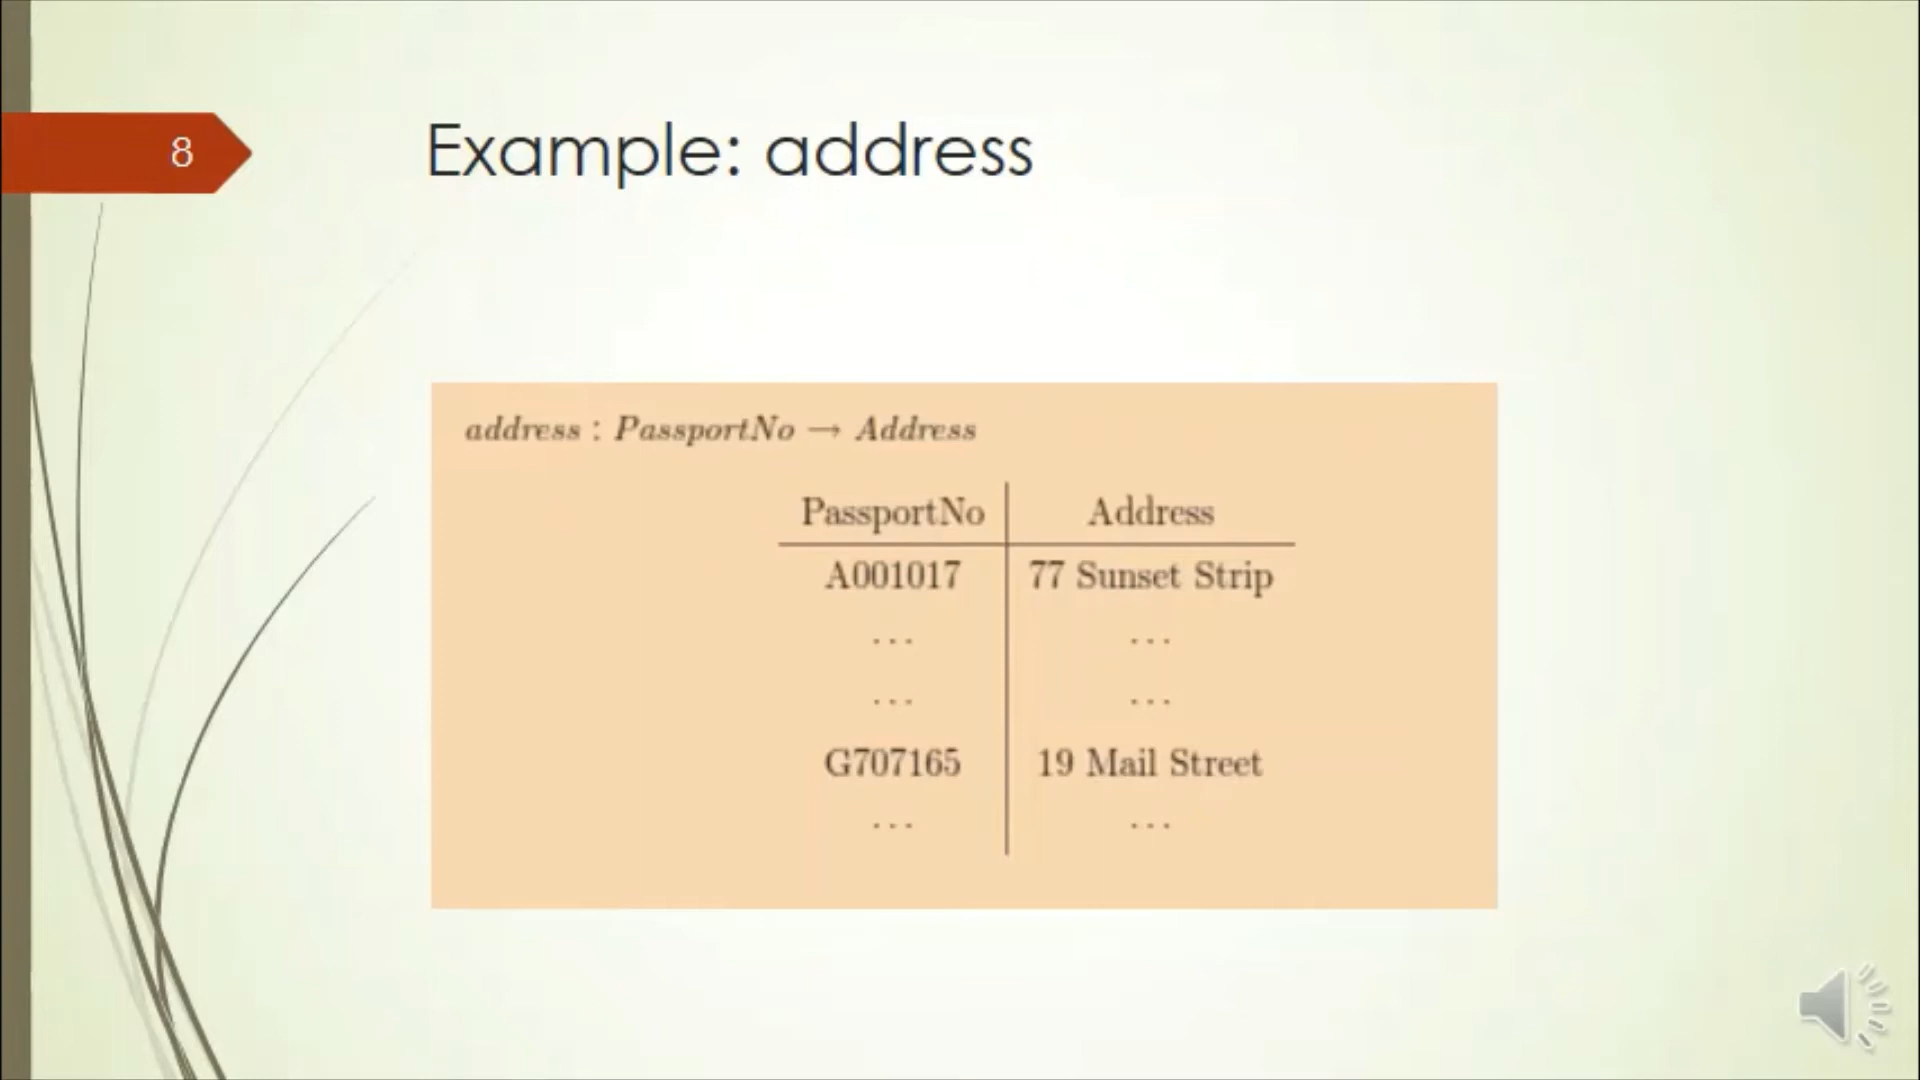 8
Example: address
address : PassportNo → Address
PassportNo Address
A001017 77 Sunset Strip
... ...
... ...
G707165 19 Mail Street
... ...